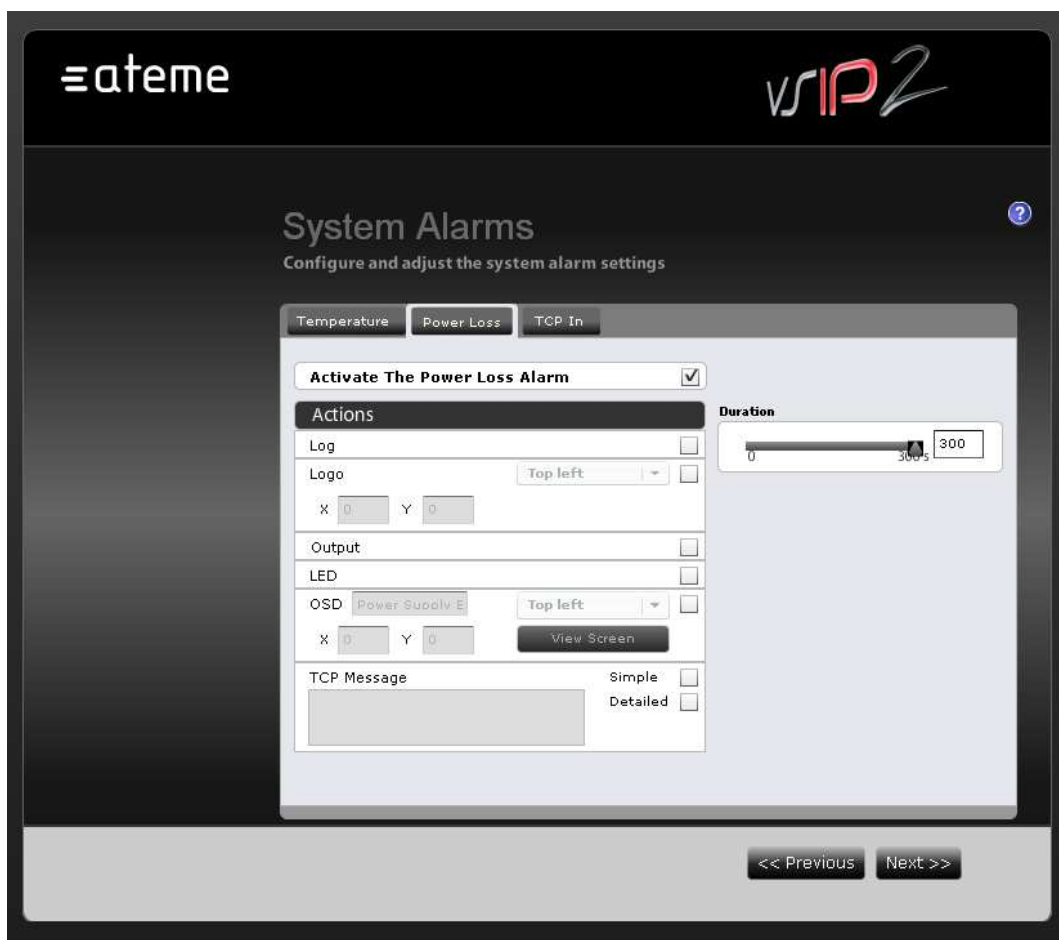 ateme
VSIP2
System Alarms
Configure and adjust the system alarm settings
Temperature Power Loss TCP In
Activate The Power Loss Alarm
Actions
Duration
Log
0 300 s 300
Logo Top left
X 0 Y 0
Output
LED
OSD Power Supply E Top left
X 0 Y 0 View Screen
TCP Message Simple
Detailed
<< Previous Next >>
?